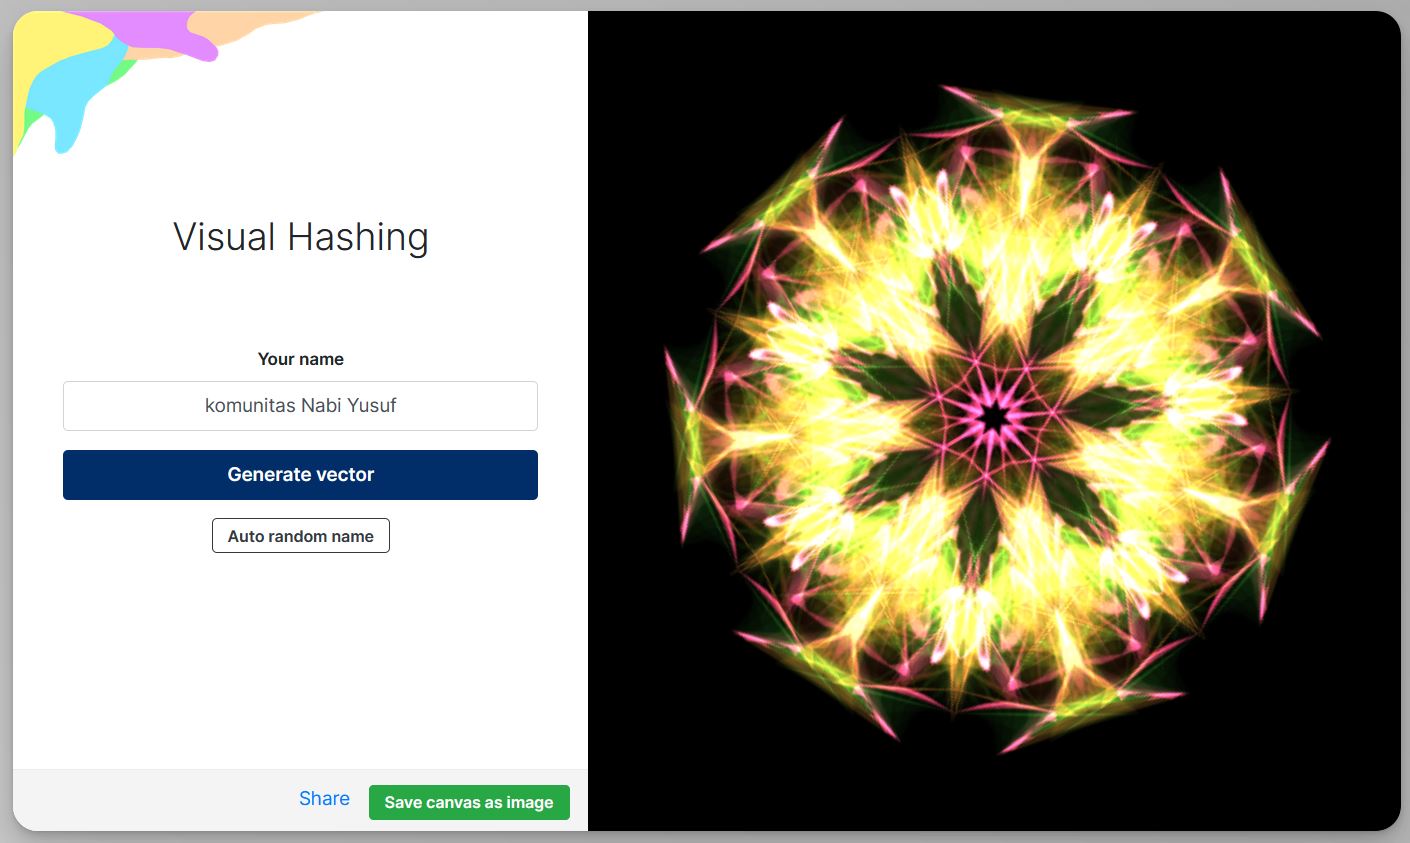 Visual Hashing
Your name
komunitas Nabi Yusuf
Generate vector
Auto random name
Share
Save canvas as image